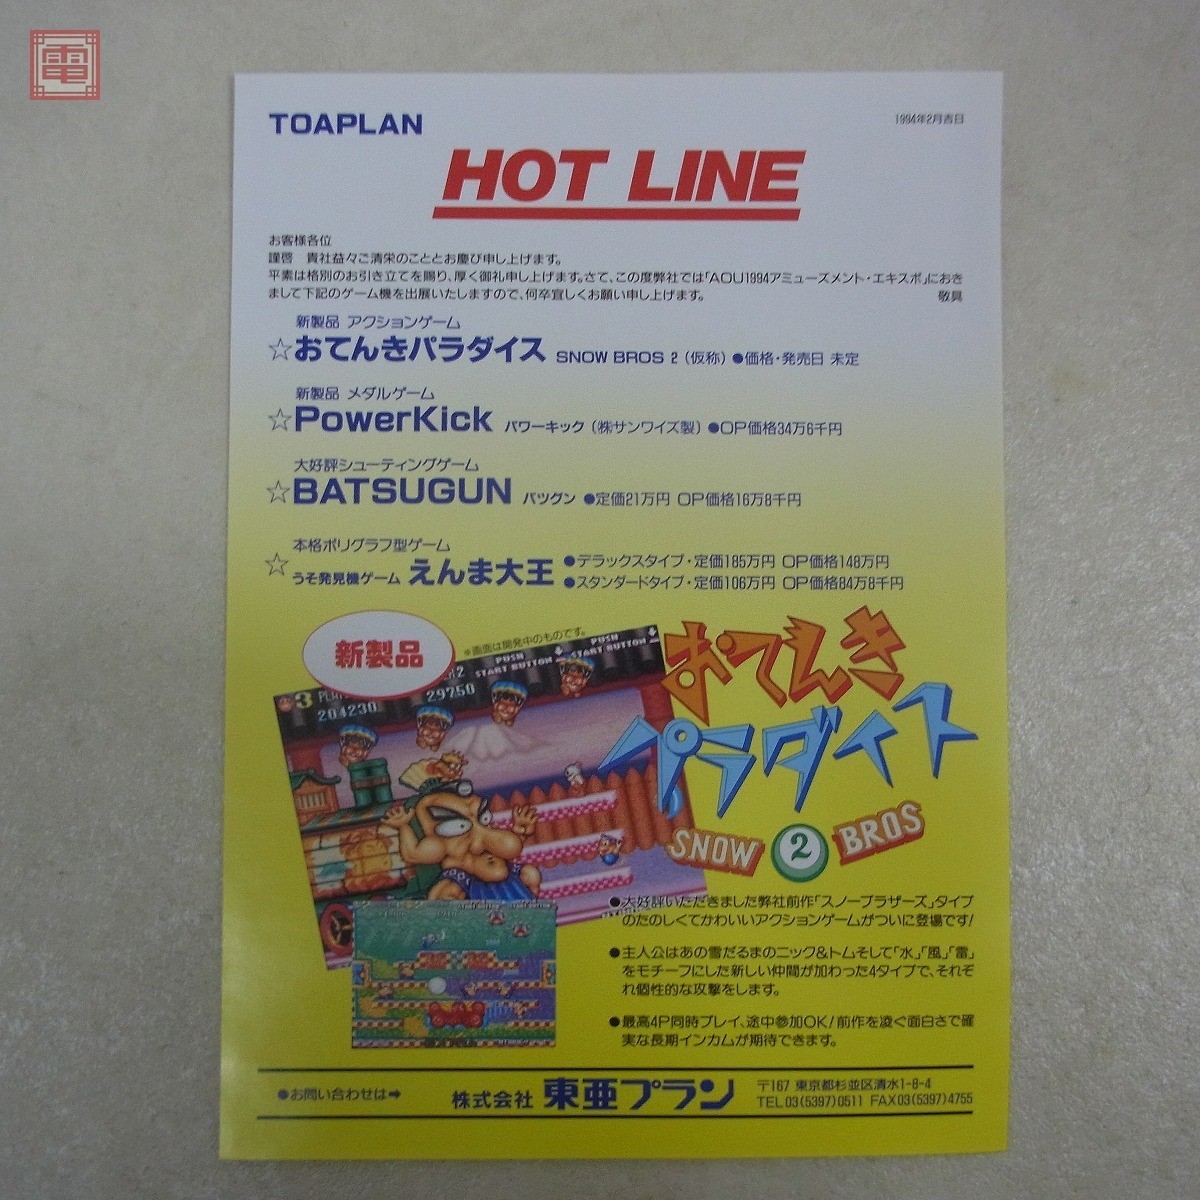 電
TOAPLAN
1994年2月吉日
HOT LINE
お客様各位
謹啓　貴社益々ご清栄のこととお慶び申し上げます。
平素は格別のお引き立てを賜り、厚く御礼申し上げます。さて、この度弊社では「AOU1994アミューズメント・エキスポ」におき
まして下記のゲーム機を出展いたしますので、何卒宜しくお願い申し上げます。 敬具
新製品 アクションゲーム
☆おてんきパラダイス SNOW BROS 2（仮称）●価格・発売日 未定
新製品 メダルゲーム
☆PowerKick パワーキック（㈱サンワイズ製）●OP価格34万6千円
大好評シューティングゲーム
☆BATSUGUN バツグン ●定価21万円 OP価格16万8千円
本格ポリグラフ型ゲーム
☆うそ発見機ゲーム えんま大王
●デラックスタイプ・定価185万円 OP価格148万円
●スタンダードタイプ・定価106万円 OP価格84万8千円
新製品
※画面は開発中のものです。
3
204230
29750
PUSH
START BUTTON
PUSH
START BUTTON
おてんき
パラダイス
SNOW 2 BROS
●大好評いただきました弊社前作「スノーブラザーズ」タイプ
のたのしくてかわいいアクションゲームがついに登場です!
●主人公はあの雪だるまのニック&トムそして「水」「風」「雷」
をモチーフにした新しい仲間が加わった4タイプで、それぞ
れ個性的な攻撃をします。
●最高4P同時プレイ、途中参加OK!前作を凌ぐ面白さで確
実な長期インカムが期待できます。
●お問い合わせは➡
株式会社 東亜プラン
〒167 東京都杉並区清水1-8-4
TEL03(5397)0511 FAX03(5397)4755